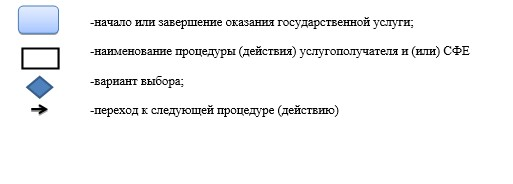 -начало или завершение оказания государственной услуги;
-наименование процедуры (действия) услугополучателя и (или) СФЕ
-вариант выбора;
-переход к следующей процедуре (действию)